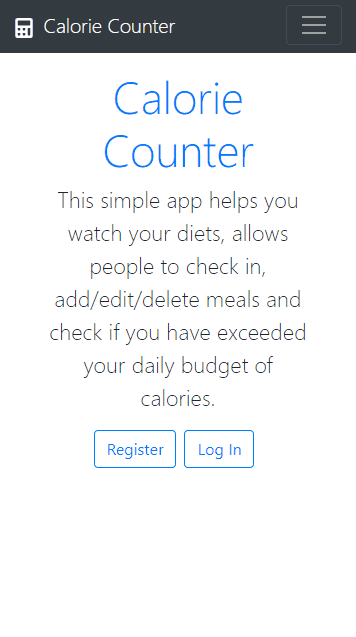 Calorie Counter
Calorie
Counter
This simple app helps you
watch your diets, allows
people to check in,
add/edit/delete meals and
check if you have exceeded
your daily budget of
calories.
Register
Log In